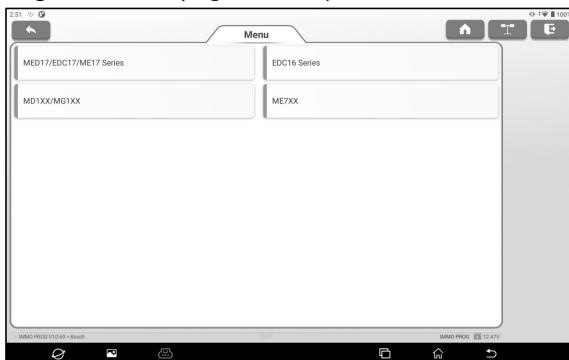 2:51
100%
Menu
MED17/EDC17/ME17 Series
EDC16 Series
MD1XX/MG1XX
ME7XX
IMMO PROG V10.60 > Bosch
IMMO PROG 12.47V